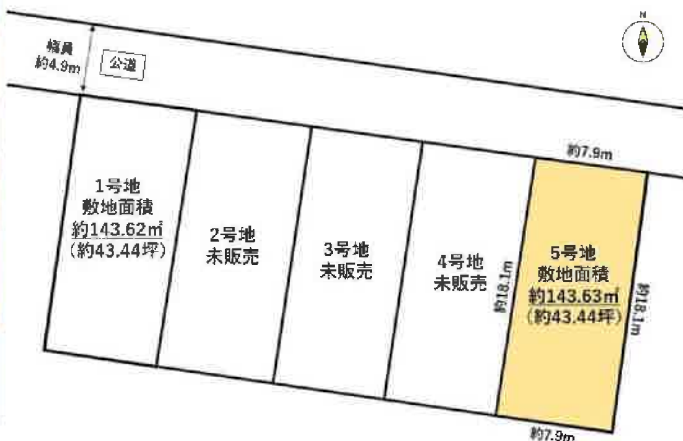 N
幅員
約4.9m
公道
約7.9m
1号地
敷地面積
約143.62㎡
(約43.44坪)
2号地
未販売
3号地
未販売
4号地
未販売
約18.1m
5号地
敷地面積
約143.63㎡
(約43.44坪)
約18.1m
約7.9m